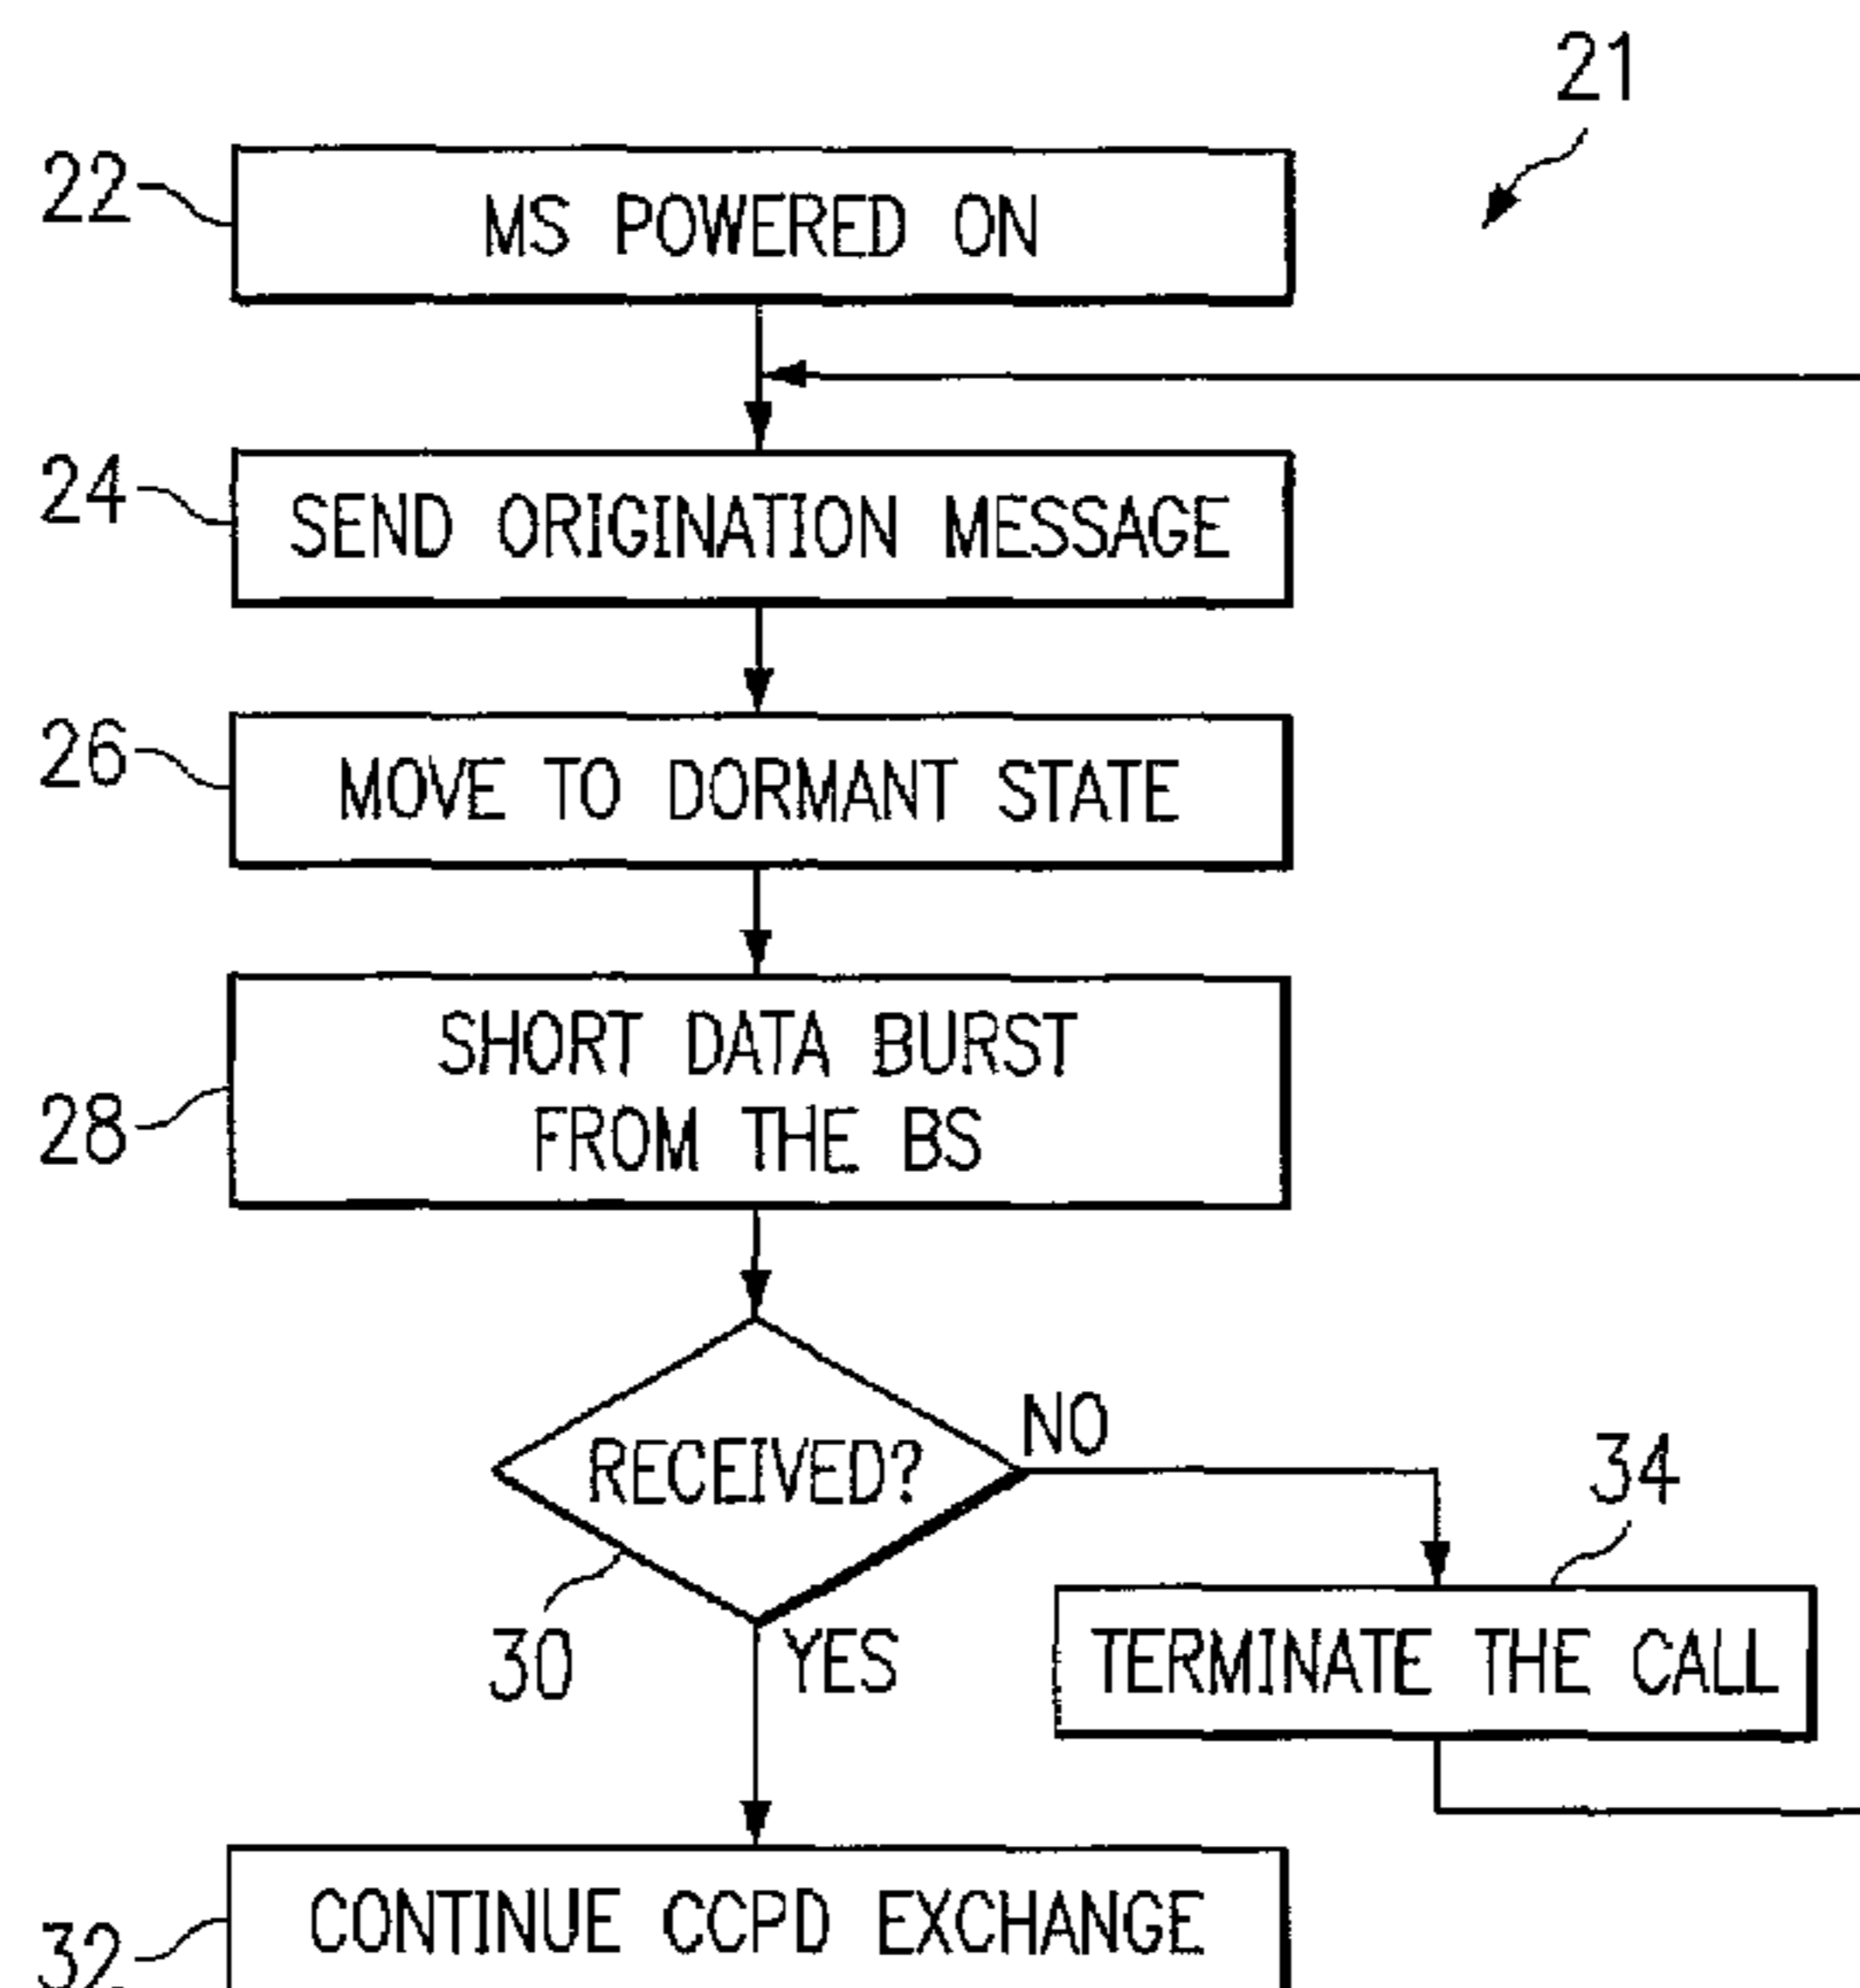 21
22
MS POWERED ON
24
SEND ORIGINATION MESSAGE
26
MOVE TO DORMANT STATE
28
SHORT DATA BURST
FROM THE BS
RECEIVED?
NO
34
30
YES
TERMINATE THE CALL
32
CONTINUE CCPD EXCHANGE